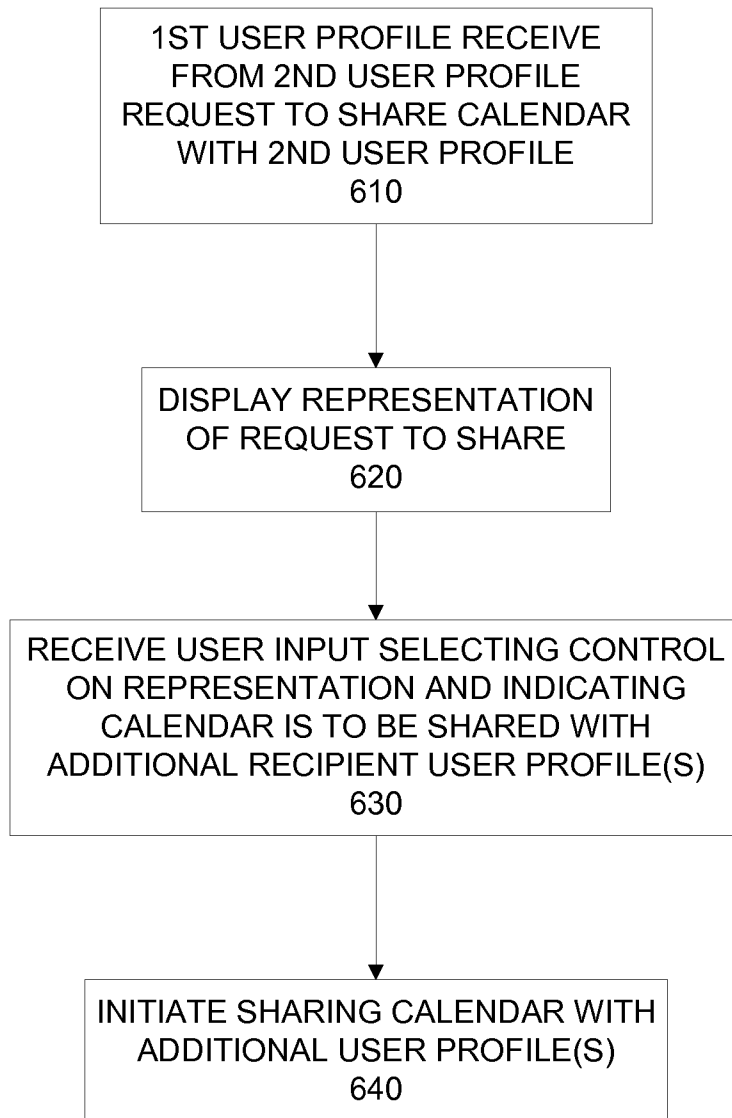 1ST USER PROFILE RECEIVE
FROM 2ND USER PROFILE
REQUEST TO SHARE CALENDAR
WITH 2ND USER PROFILE
610
DISPLAY REPRESENTATION
OF REQUEST TO SHARE
620
RECEIVE USER INPUT SELECTING CONTROL
ON REPRESENTATION AND INDICATING
CALENDAR IS TO BE SHARED WITH
ADDITIONAL RECIPIENT USER PROFILE(S)
630
INITIATE SHARING CALENDAR WITH
ADDITIONAL USER PROFILE(S)
640